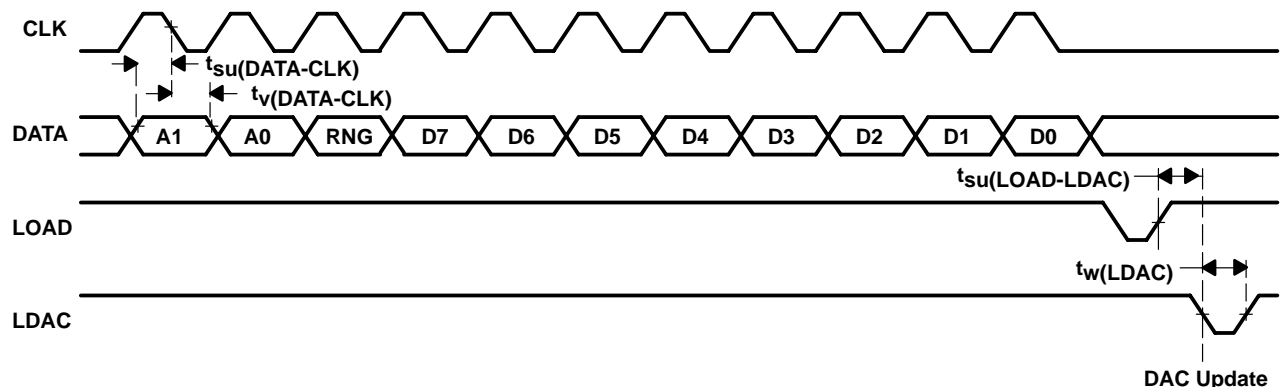 CLK
tsu(DATA-CLK)
tv(DATA-CLK)
DATA
A1 A0 RNG D7 D6 D5 D4 D3 D2 D1 D0
tsu(LOAD-LDAC)
LOAD
tw(LDAC)
LDAC
DAC Update